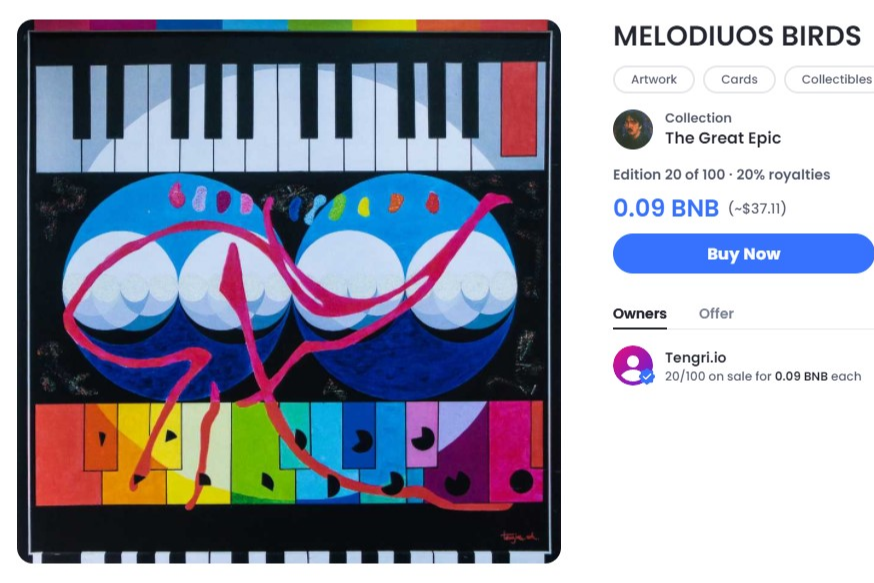 MELODIUOS BIRDS
Artwork
Cards
Collectibles
Collection
The Great Epic
Edition 20 of 100 · 20% royalties
0.09 BNB (~$37.11)
Buy Now
Owners
Offer
Tengri.io
20/100 on sale for 0.09 BNB each